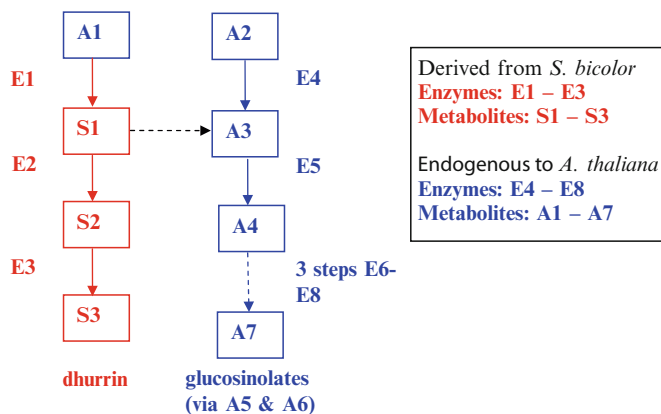 A1
A2
E1
E4
S1
A3
E2
E5
S2
A4
E3
3 steps E6-
E8
S3
A7
dhurrin
glucosinolates
(via A5 & A6)
Derived from S. bicolor
Enzymes: E1 – E3
Metabolites: S1 – S3
Endogenous to A. thaliana
Enzymes: E4 – E8
Metabolites: A1 – A7